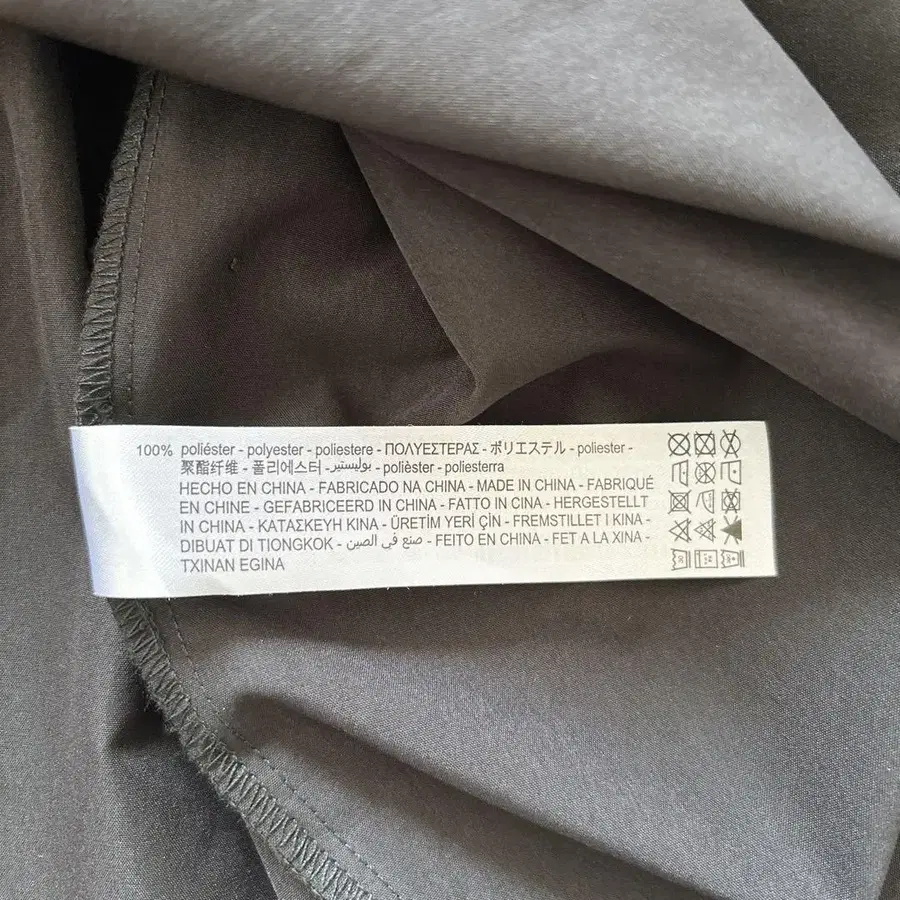 100% poliéster - polyester - poliestere - ΠΟΛΥΕΣΤΕΡΑΣ - ポリエステル - poliester -
聚酯纤维 - 폴리에스터 - بوليستير - polièster - poliesterra
HECHO EN CHINA - FABRICADO NA CHINA - MADE IN CHINA - FABRIQUÉ
EN CHINE - GEFABRICEERD IN CHINA - FATTO IN CINA - HERGESTELLT
IN CHINA - ΚΑΤΑΣΚΕΥΗ ΚΙΝΑ - ÜRETİM YERİ ÇİN - FREMSTILLET I KINA -
DIBUAT DI TIONGKOK - صنع في الصين - FEITO EN CHINA - FET A LA XINA -
TXINAN EGINA